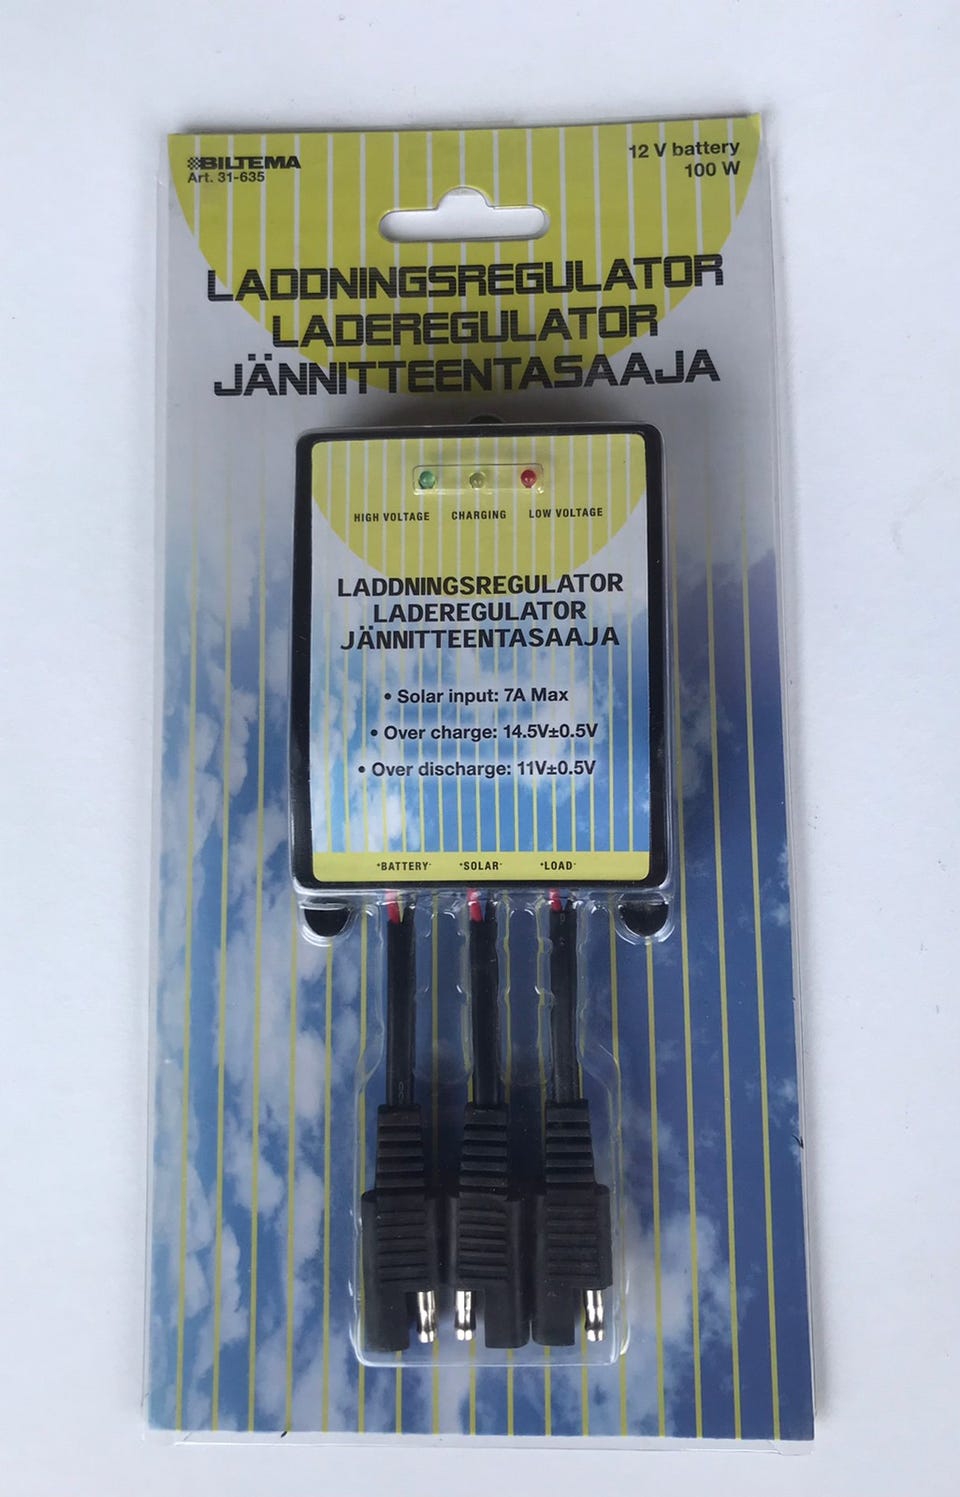 BILTEMA
Art. 31-635
12 V battery
100 W
LADDNINGSREGULATOR
LADEREGULATOR
JÄNNITTEENTASAAJA
HIGH VOLTAGE CHARGING LOW VOLTAGE
LADDNINGSREGULATOR
LADEREGULATOR
JÄNNITTEENTASAAJA
• Solar input: 7A Max
• Over charge: 14.5V±0.5V
• Over discharge: 11V±0.5V
+BATTERY- +SOLAR- +LOAD-